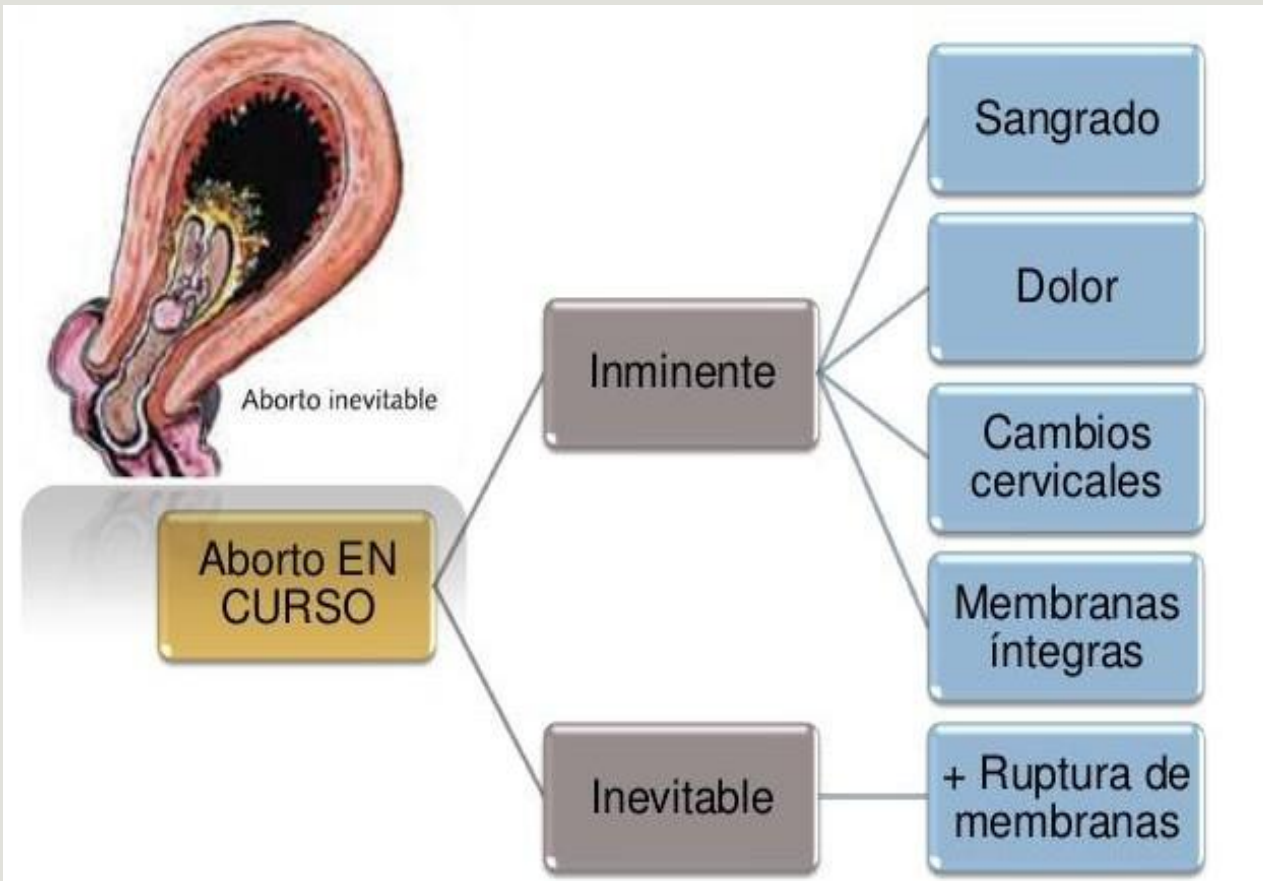 Aborto inevitable
Aborto EN
CURSO
Inminente
Sangrado
Dolor
Cambios
cervicales
Membranas
íntegras
Inevitable
+ Ruptura de
membranas